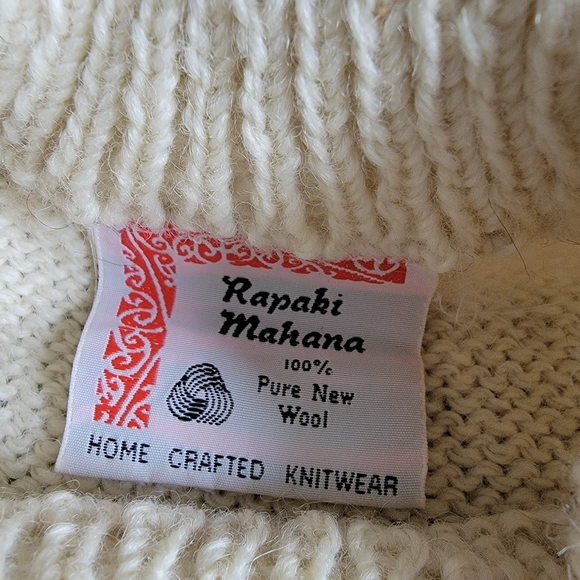 Rapaki
Mahana
100%
Pure New
Wool
HOME CRAFTED KNITWEAR